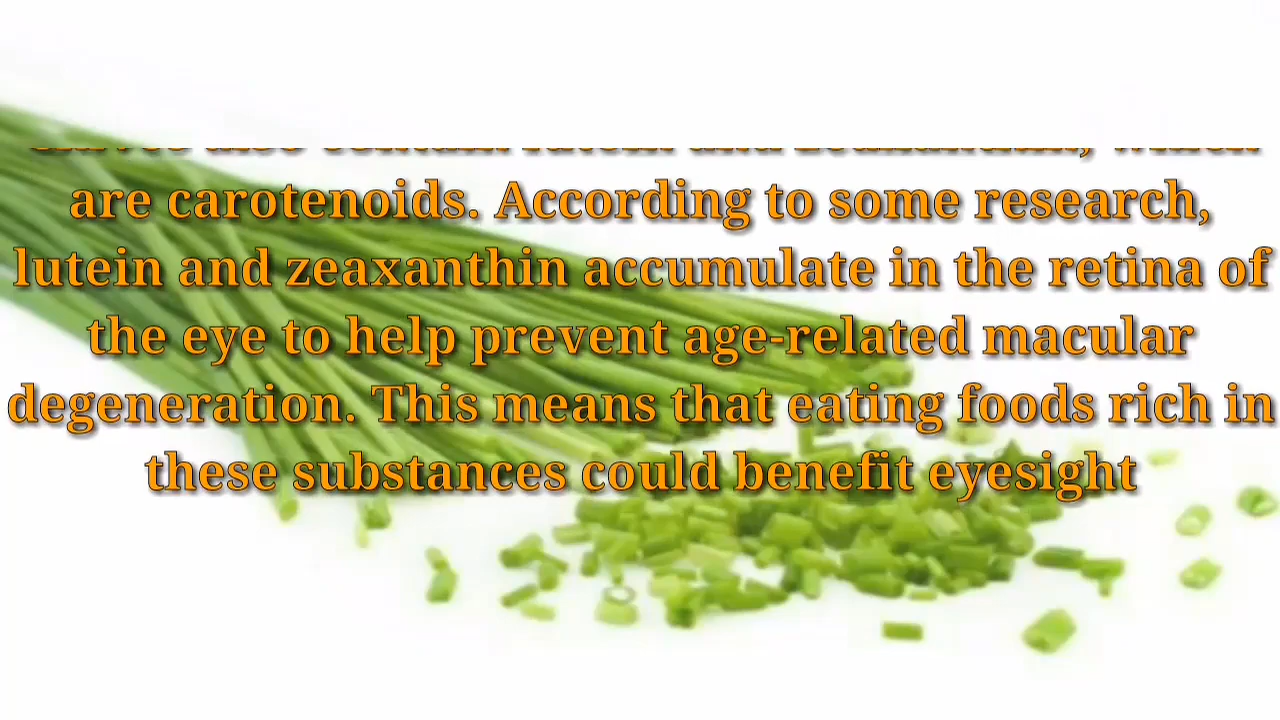 are carotenoids. According to some research,
lutein and zeaxanthin accumulate in the retina of
the eye to help prevent age-related macular
degeneration. This means that eating foods rich in
these substances could benefit eyesight